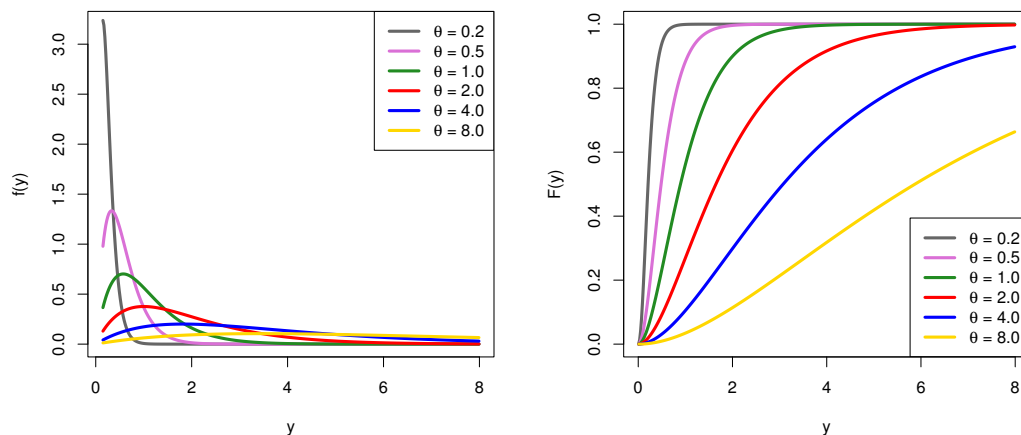 θ = 0.2
θ = 0.5
θ = 1.0
θ = 2.0
θ = 4.0
θ = 8.0
f(y)
0.0 0.5 1.0 1.5 2.0 2.5 3.0
0 2 4 6 8
y
F(y)
0.0 0.2 0.4 0.6 0.8 1.0
θ = 0.2
θ = 0.5
θ = 1.0
θ = 2.0
θ = 4.0
θ = 8.0
0 2 4 6 8
y